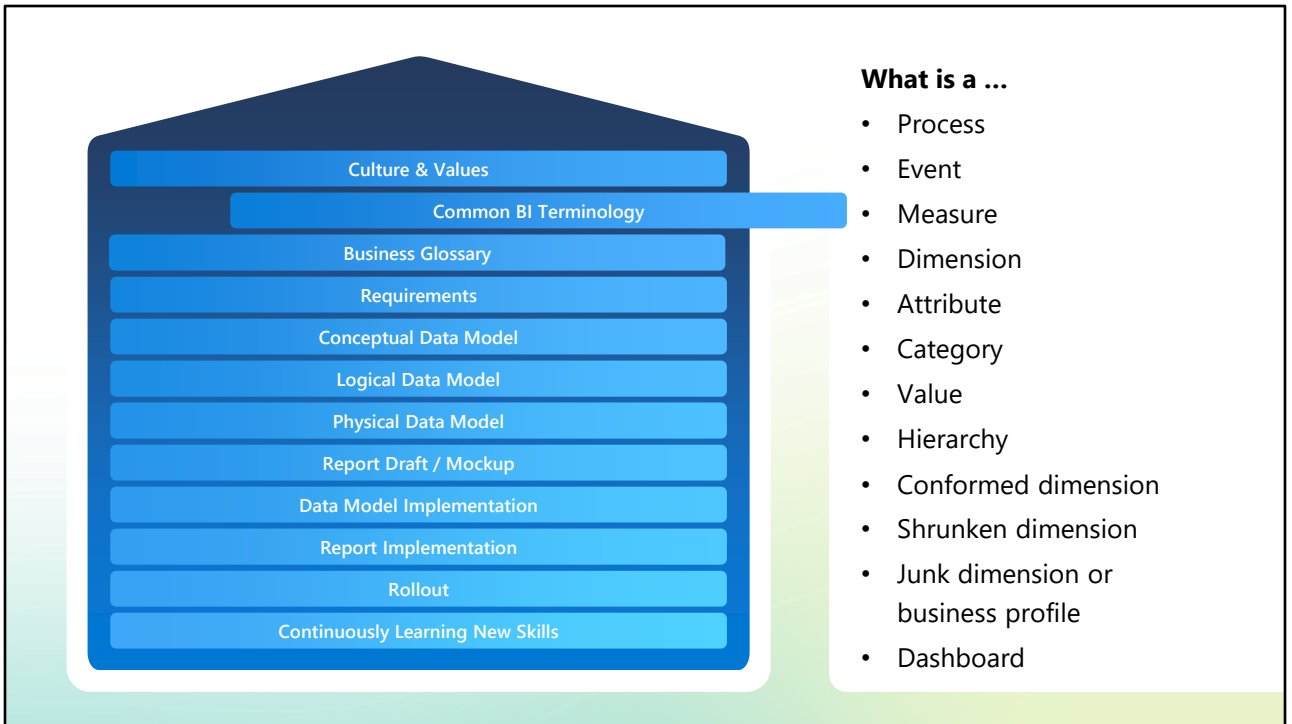 Culture & Values
Common BI Terminology
Business Glossary
Requirements
Conceptual Data Model
Logical Data Model
Physical Data Model
Report Draft / Mockup
Data Model Implementation
Report Implementation
Rollout
Continuously Learning New Skills
What is a ...
• Process
• Event
• Measure
• Dimension
• Attribute
• Category
• Value
• Hierarchy
• Conformed dimension
• Shrunken dimension
• Junk dimension or
business profile
• Dashboard